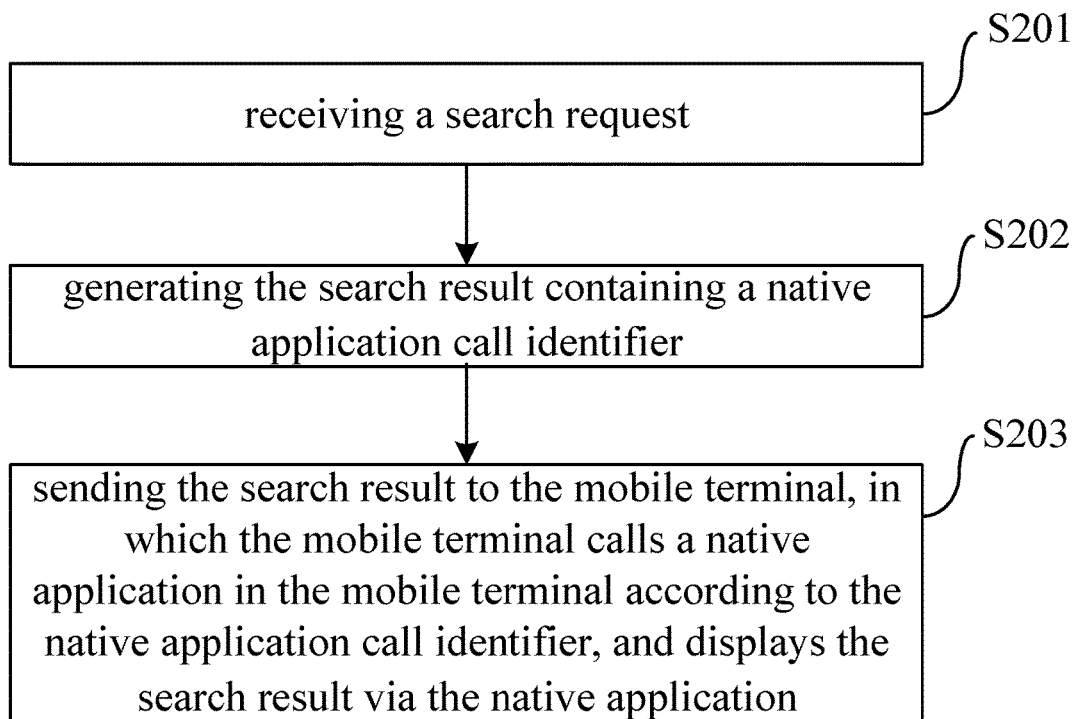 S201
receiving a search request
S202
generating the search result containing a native
application call identifier
S203
sending the search result to the mobile terminal, in
which the mobile terminal calls a native
application in the mobile terminal according to the
native application call identifier, and displays the
search result via the native application